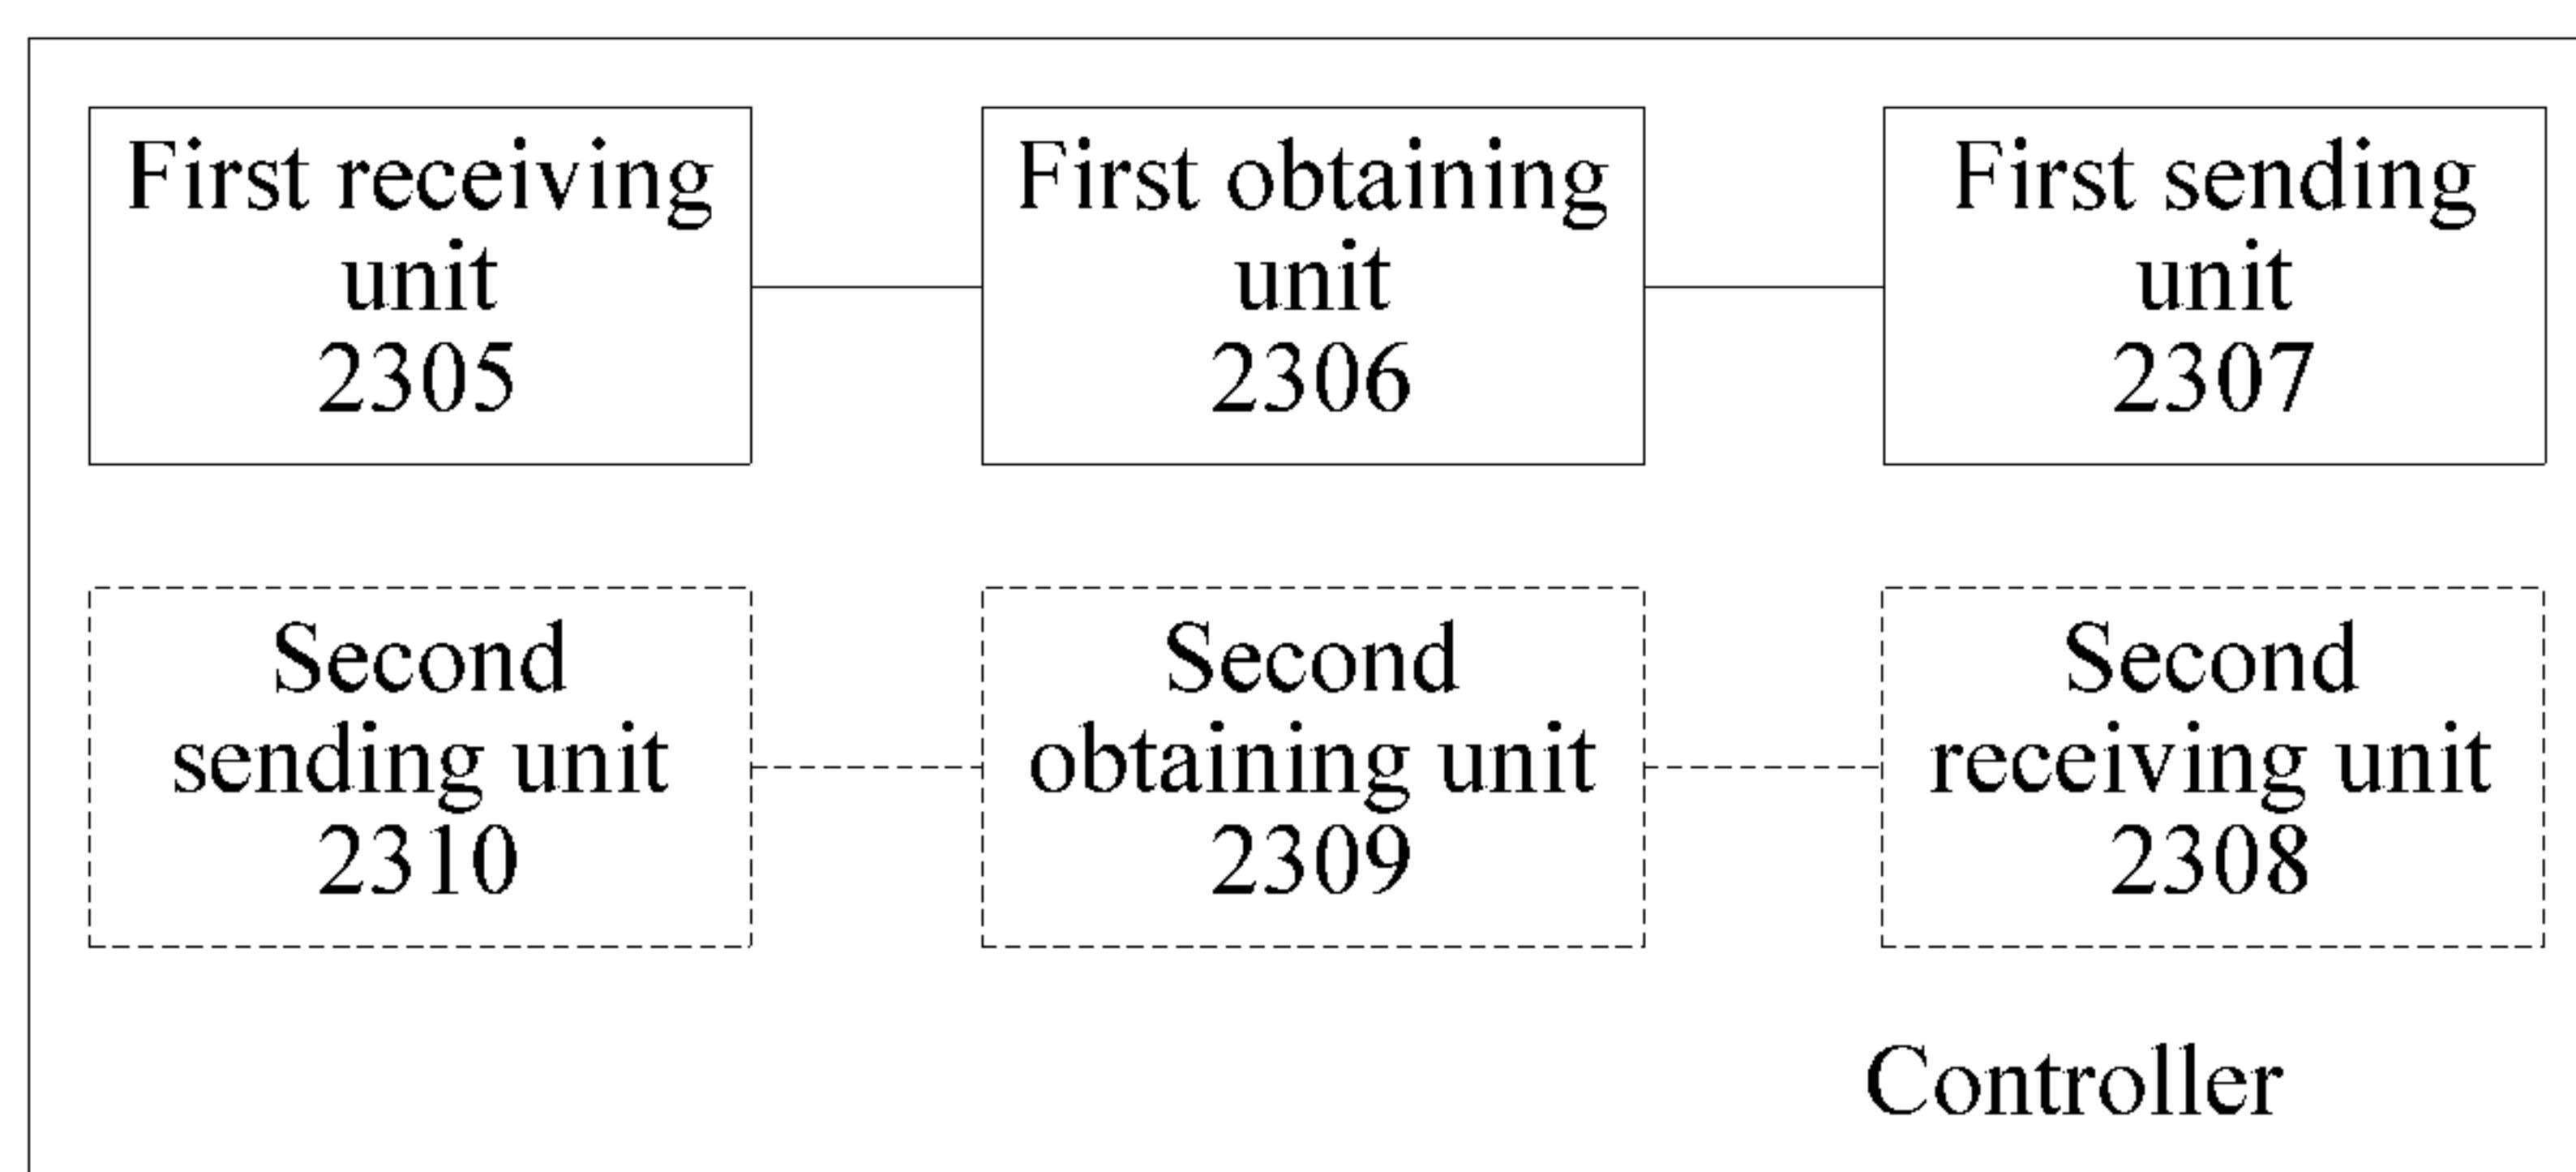 First receiving
unit
2305
First obtaining
unit
2306
First sending
unit
2307
Second
sending unit
2310
Second
obtaining unit
2309
Second
receiving unit
2308
Controller